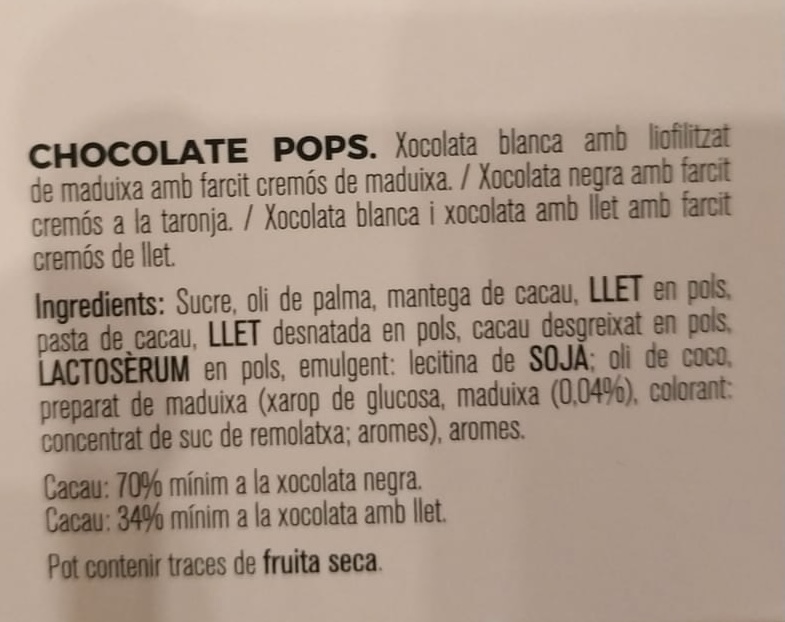 CHOCOLATE POPS. Xocolata blanca amb liofilitzat
de maduixa amb farcit cremós de maduixa. / Xocolata negra amb farcit
cremós a la taronja. / Xocolata blanca i xocolata amb llet amb farcit
cremós de llet.
Ingredients: Sucre, oli de palma, mantega de cacau, LLET en pols,
pasta de cacau, LLET desnatada en pols, cacau desgreixat en pols,
LACTOSÈRUM en pols, emulgent: lecitina de SOJA; oli de coco,
preparat de maduixa (xarop de glucosa, maduixa (0,04%), colorant:
concentrat de suc de remolatxa; aromes), aromes.
Cacau: 70% mínim a la xocolata negra.
Cacau: 34% mínim a la xocolata amb llet.
Pot contenir traces de fruita seca.